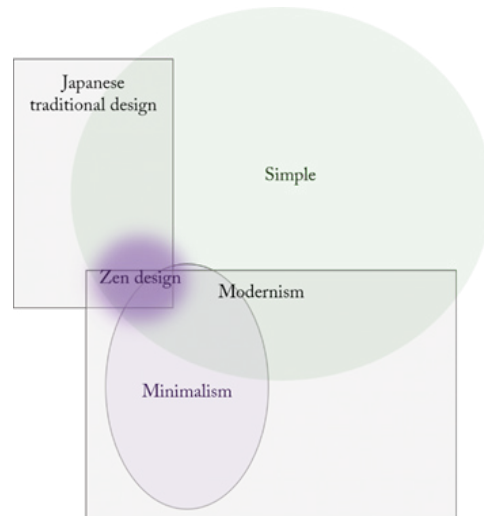 Japanese
traditional design
Simple
Zen design
Modernism
Minimalism